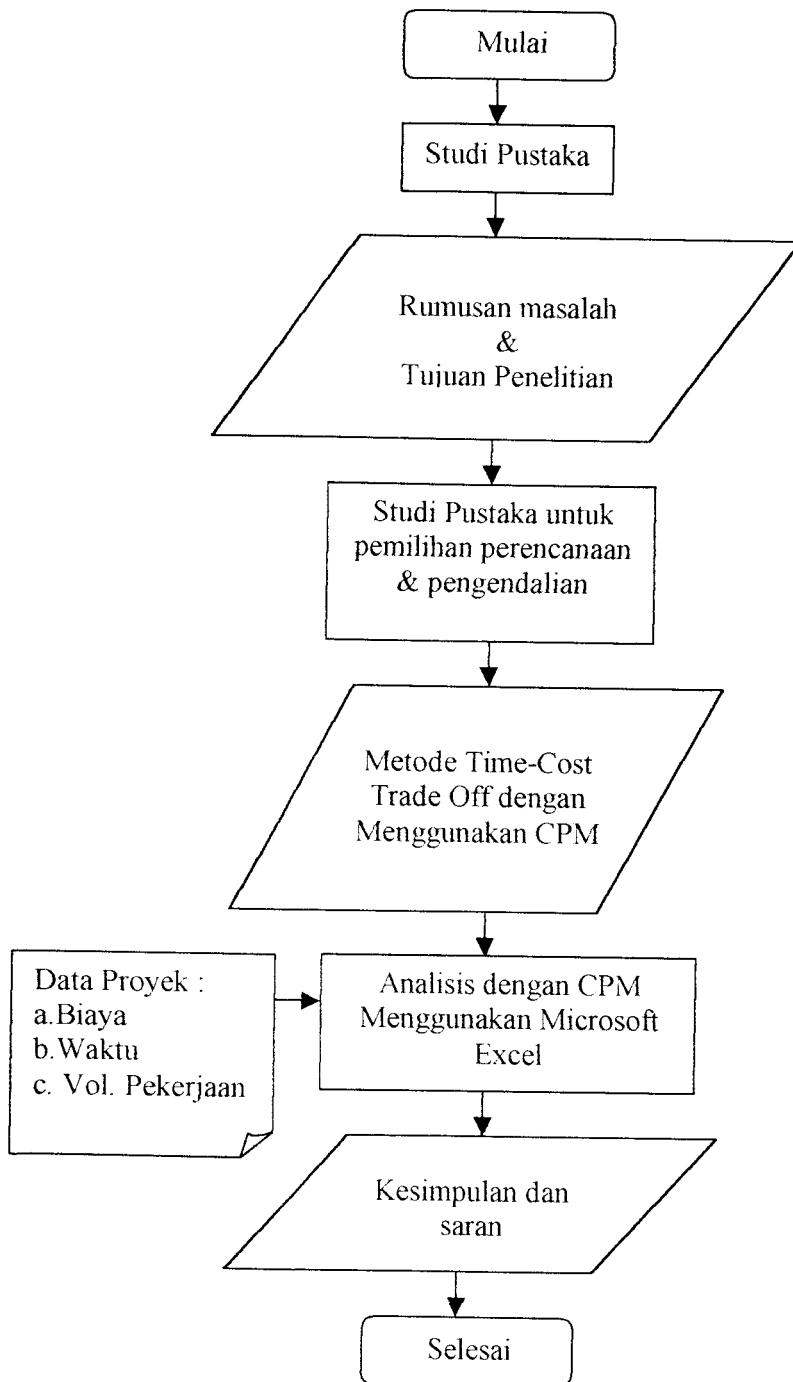 Mulai
Studi Pustaka
Rumusan masalah
&
Tujuan Penelitian
Studi Pustaka untuk
pemilihan perencanaan
& pengendalian
Metode Time-Cost
Trade Off dengan
Menggunakan CPM
Data Proyek :
a.Biaya
b.Waktu
c. Vol. Pekerjaan
Analisis dengan CPM
Menggunakan Microsoft
Excel
Kesimpulan dan
saran
Selesai